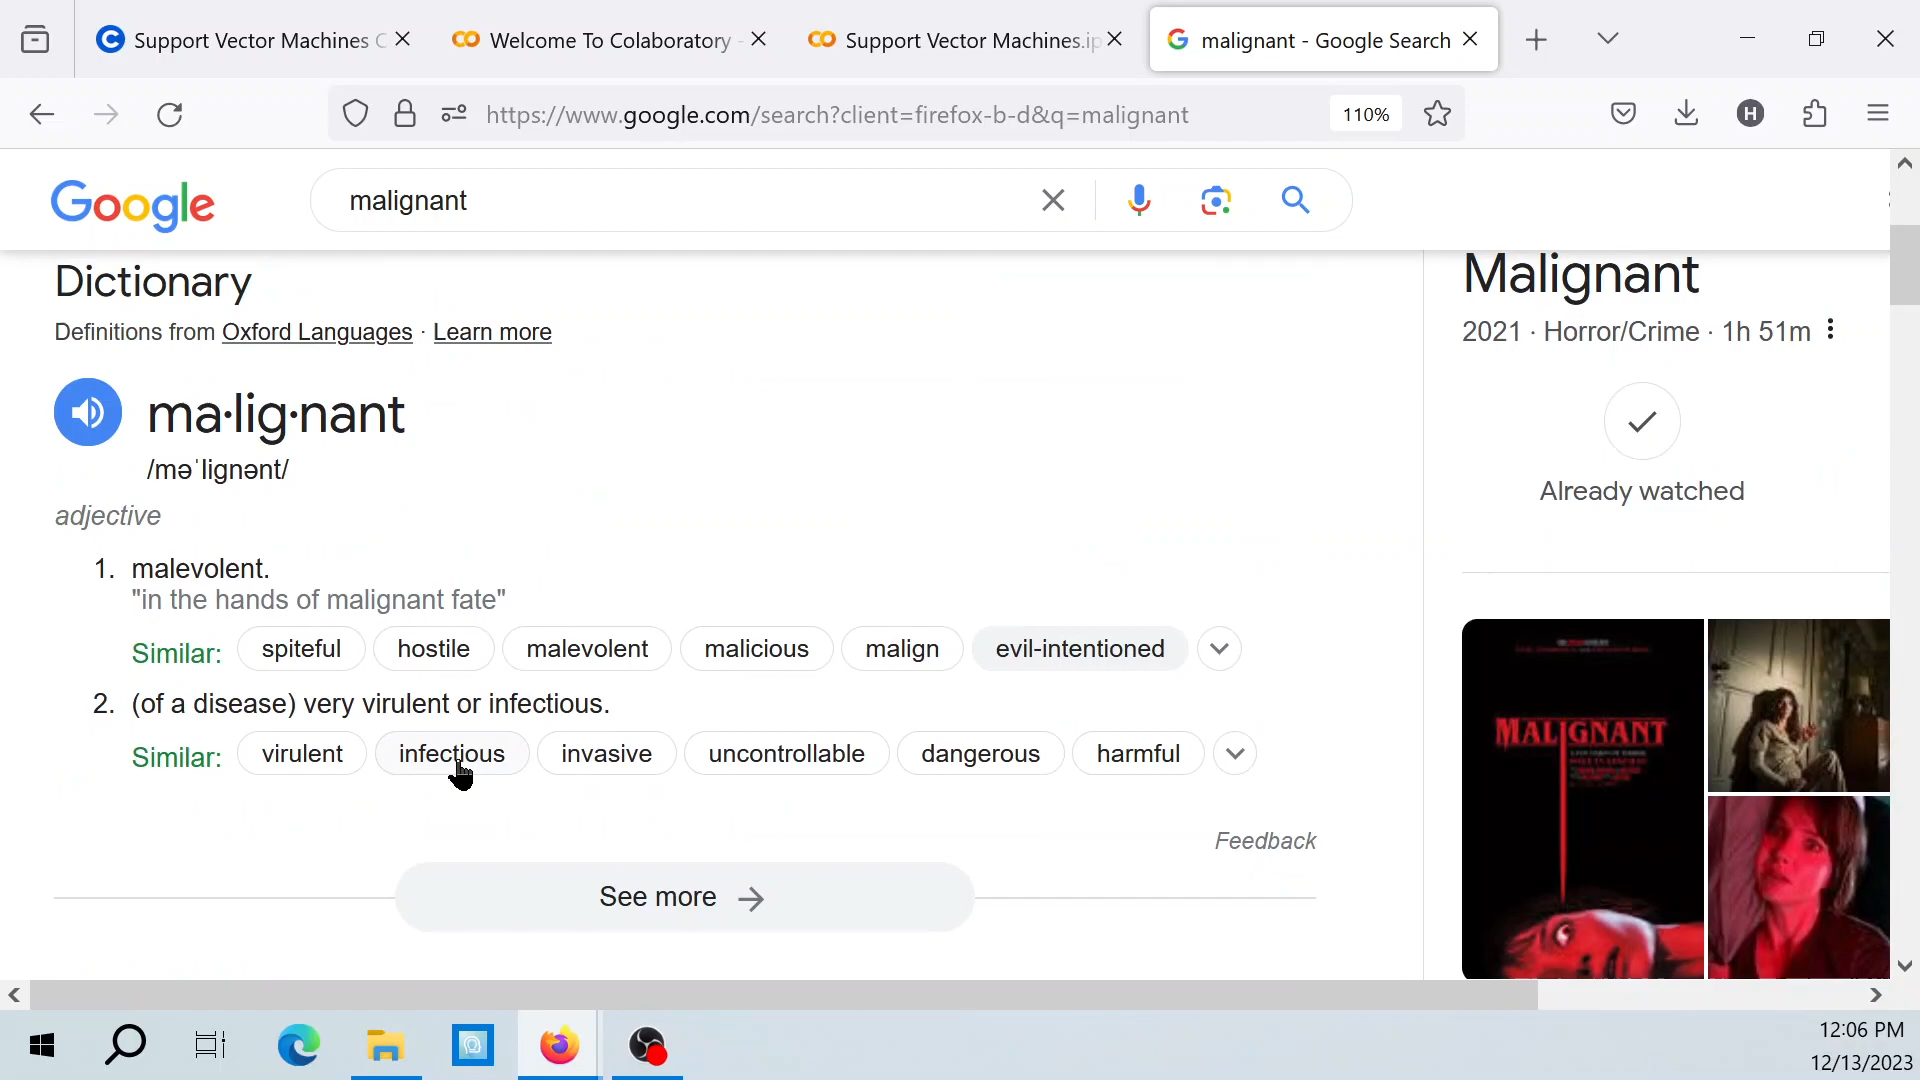 Support Vector Machines C
Welcome To Colaboratory -
Support Vector Machines.ip
malignant - Google Search
https://www.google.com/search?client=firefox-b-d&q=malignant
110%
H
Google
malignant
Dictionary
Definitions from Oxford Languages · Learn more
ma·lig·nant
/məˈliɡnənt/
adjective
1. malevolent.
"in the hands of malignant fate"
Similar: spiteful hostile malevolent malicious malign evil-intentioned
2. (of a disease) very virulent or infectious.
Similar: virulent infectious invasive uncontrollable dangerous harmful
Feedback
See more
Malignant
2021 · Horror/Crime · 1h 51m
Already watched
MALIGNANT
12:06 PM
12/13/2023